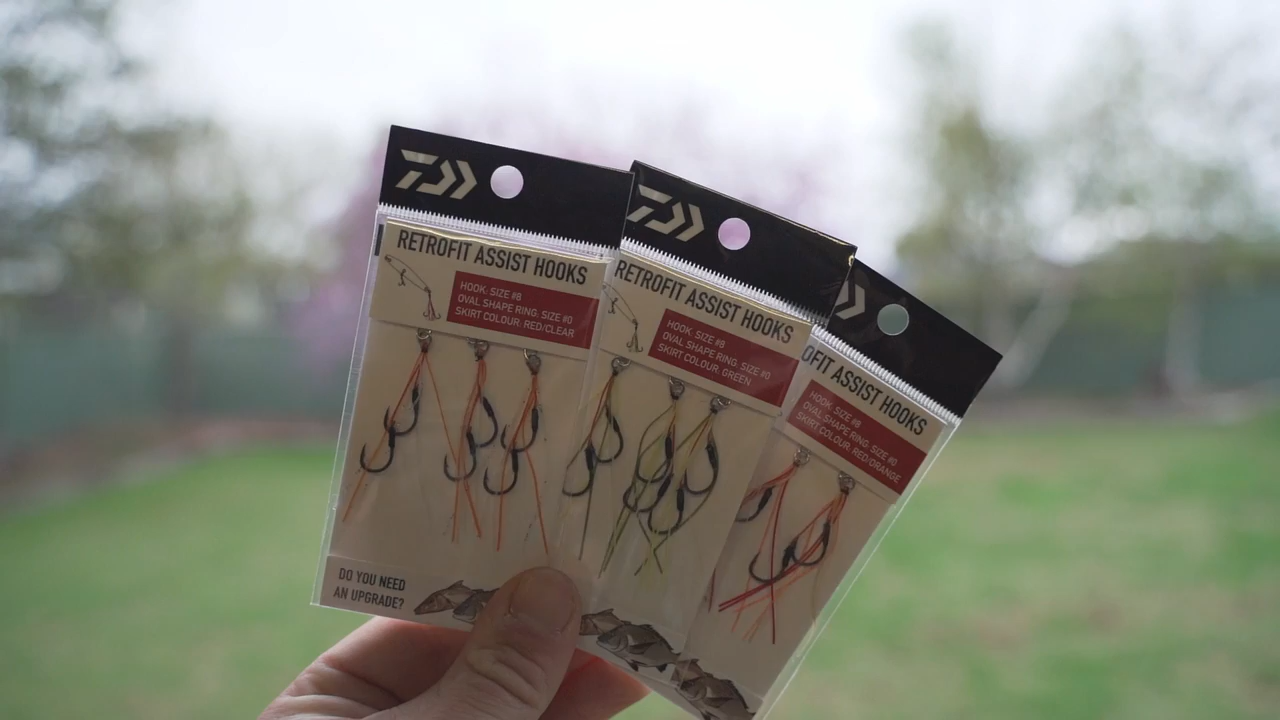 RETROFIT ASSIST HOOKS
HOOK: SIZE #8
OVAL SHAPE RING: SIZE #0
SKIRT COLOUR: RED/CLEAR
DO YOU NEED
AN UPGRADE?
RETROFIT ASSIST HOOKS
HOOK: SIZE #8
OVAL SHAPE RING: SIZE #0
SKIRT COLOUR: GREEN
OFIT ASSIST HOOKS
HOOK: SIZE #8
OVAL SHAPE RING: SIZE #0
SKIRT COLOUR: RED/ORANGE